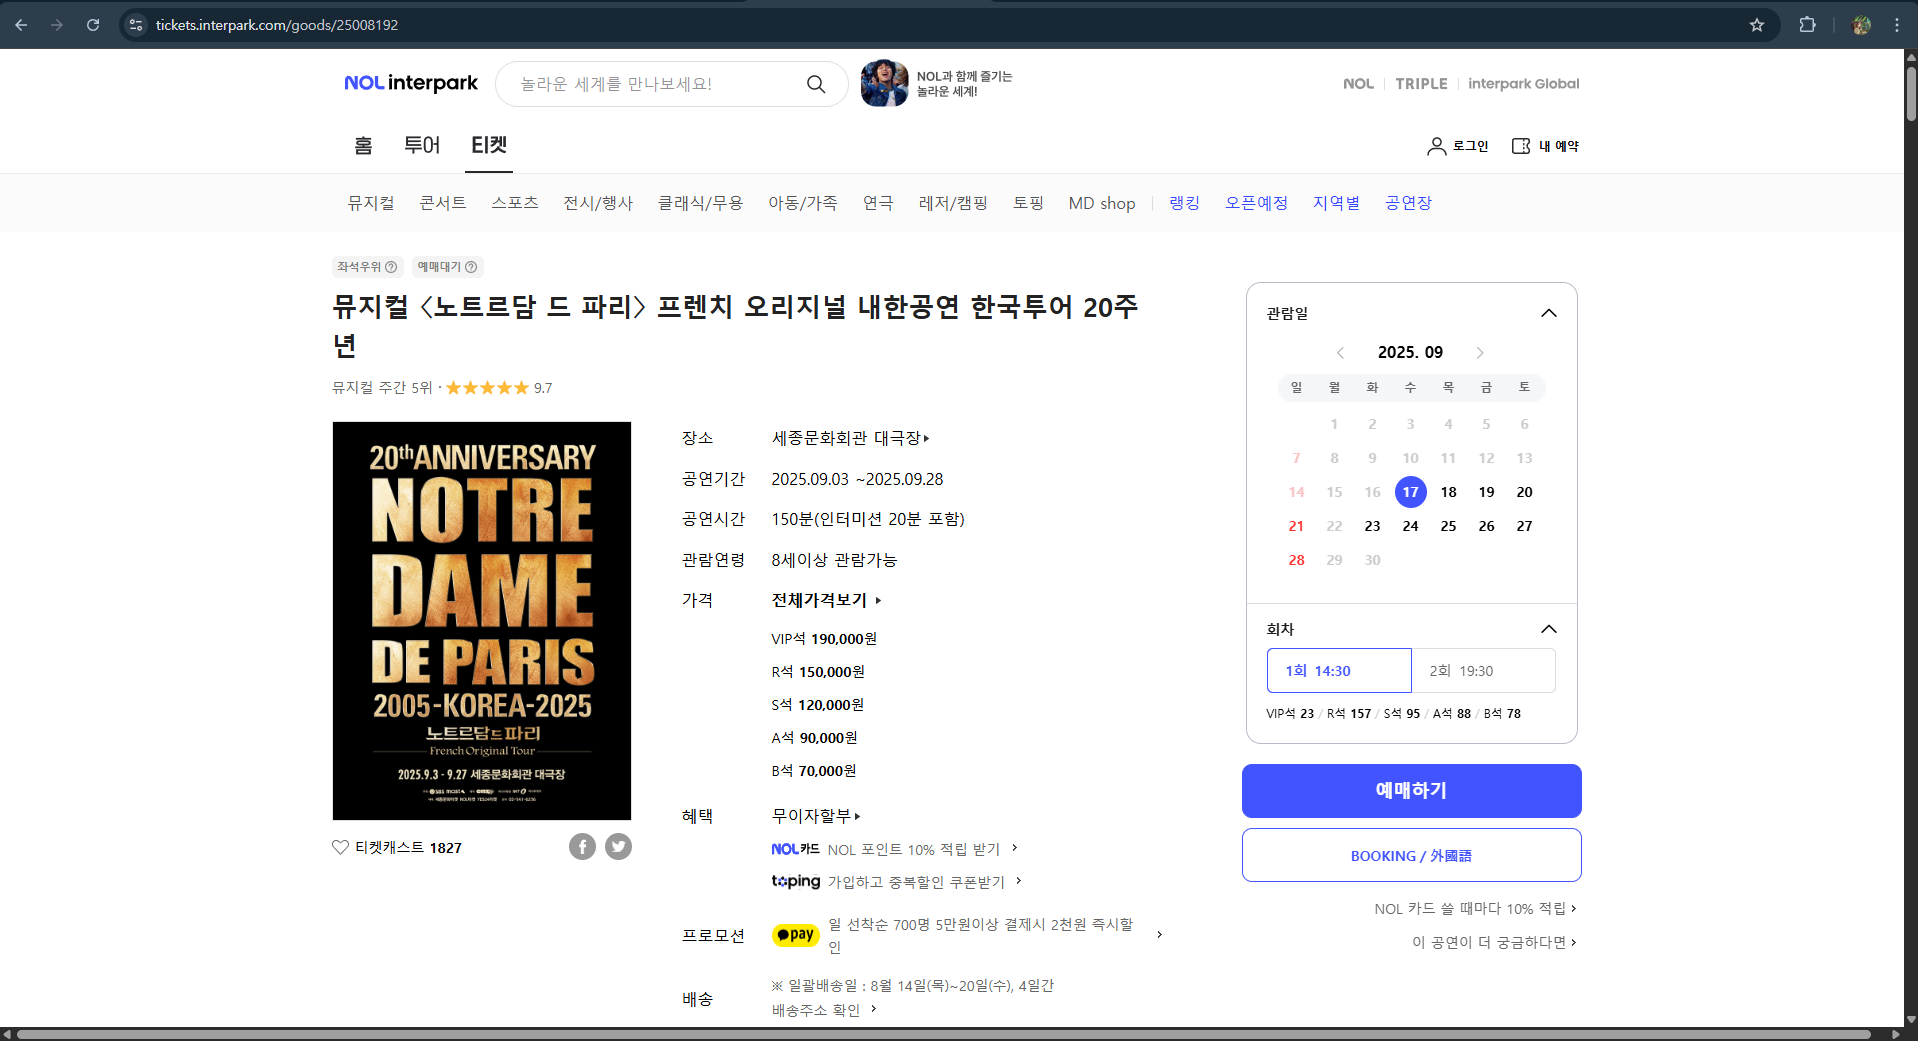 tickets.interpark.com/goods/25008192
NOL interpark
놀라운 세계를 만나보세요!
NOL과 함께 즐기는
놀라운 세계!
NOL
TRIPLE
interpark Global
홈
투어
티켓
로그인
내 예약
뮤지컬
콘서트
스포츠
전시/행사
클래식/무용
아동/가족
연극
레저/캠핑
토핑
MD shop
랭킹
오픈예정
지역별
공연장
좌석우위 ?
예매대기 ?
뮤지컬 〈노트르담 드 파리〉 프렌치 오리지널 내한공연 한국투어 20주
년
뮤지컬 주간 5위 · ★★★★★ 9.7
20th ANNIVERSARY
NOTRE
DAME
DE PARIS
2005-KOREA-2025
노트르담드파리
French Original Tour
2025.9.3 - 9.27 세종문화회관 대극장
티켓캐스트 1827
장소
세종문화회관 대극장
공연기간
2025.09.03 ~2025.09.28
공연시간
150분(인터미션 20분 포함)
관람연령
8세이상 관람가능
가격
전체가격보기
VIP석 190,000원
R석 150,000원
S석 120,000원
A석 90,000원
B석 70,000원
혜택
무이자할부
NOL카드 NOL 포인트 10% 적립 받기
toping 가입하고 중복할인 쿠폰받기
프로모션
pay
일 선착순 700명 5만원이상 결제시 2천원 즉시할
인
배송
※ 일괄배송일 : 8월 14일(목)~20일(수), 4일간
배송주소 확인
관람일
2025. 09
일 월 화 수 목 금 토
1 2 3 4 5 6
7 8 9 10 11 12 13
14 15 16 17 18 19 20
21 22 23 24 25 26 27
28 29 30
회차
1회 14:30
2회 19:30
VIP석 23 / R석 157 / S석 95 / A석 88 / B석 78
예매하기
BOOKING / 外國語
NOL 카드 쓸 때마다 10% 적립
이 공연이 더 궁금하다면